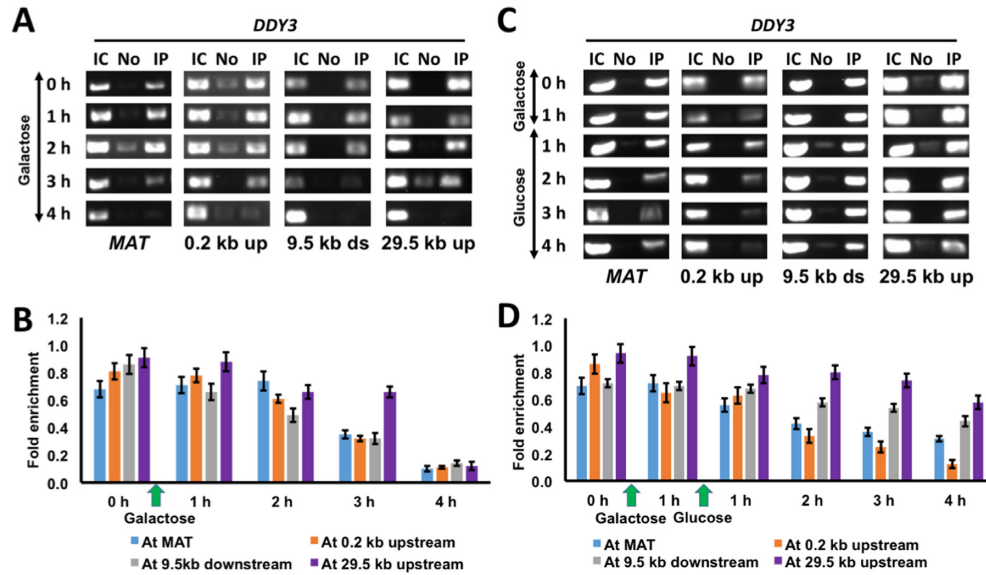 A
DDY3
IC No IP IC No IP IC No IP IC No IP
Galactose
0 h
1 h
2 h
3 h
4 h
MAT 0.2 kb up 9.5 kb ds 29.5 kb up
C
DDY3
IC No IP IC No IP IC No IP IC No IP
Galactose
0 h
1 h
Glucose
1 h
2 h
3 h
4 h
MAT 0.2 kb up 9.5 kb ds 29.5 kb up
B
Fold enrichment
1.2
1.0
0.8
0.6
0.4
0.2
0.0
0 h 1 h 2 h 3 h 4 h
Galactose
At MAT At 0.2 kb upstream
At 9.5kb downstream At 29.5 kb upstream
D
Fold enrichment
1.2
1.0
0.8
0.6
0.4
0.2
0.0
0 h 1 h 1 h 2 h 3 h 4 h
Galactose Glucose
At MAT At 0.2 kb upstream
At 9.5 kb downstream At 29.5 kb upstream